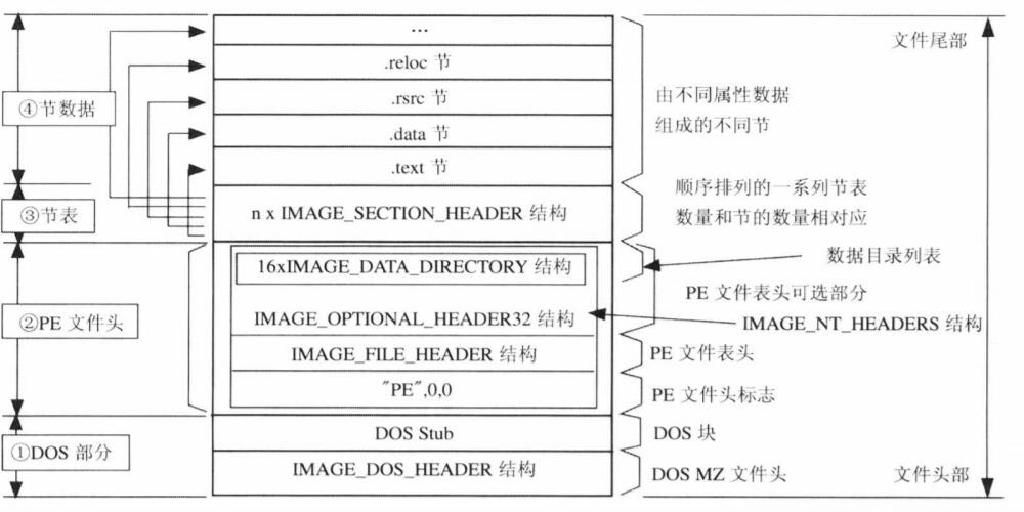 ...
文件尾部
.reloc 节
.rsrc 节
由不同属性数据
组成的不同节
④节数据
.data 节
.text 节
顺序排列的一系列节表
③节表
n x IMAGE_SECTION_HEADER 结构
数量和节的数量相对应
16xIMAGE_DATA_DIRECTORY 结构
数据目录列表
PE 文件表头可选部分
②PE 文件头
IMAGE_OPTIONAL_HEADER32 结构
IMAGE_NT_HEADERS 结构
IMAGE_FILE_HEADER 结构
PE 文件表头
"PE",0,0
PE 文件头标志
DOS Stub
DOS 块
①DOS 部分
IMAGE_DOS_HEADER 结构
DOS MZ 文件头
文件头部